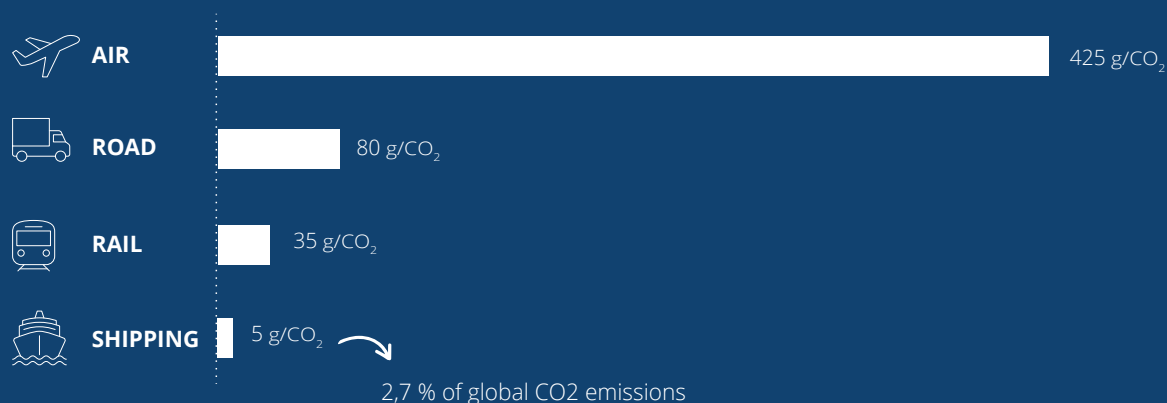 AIR 425 g/CO₂
ROAD 80 g/CO₂
RAIL 35 g/CO₂
SHIPPING 5 g/CO₂
2,7 % of global CO2 emissions